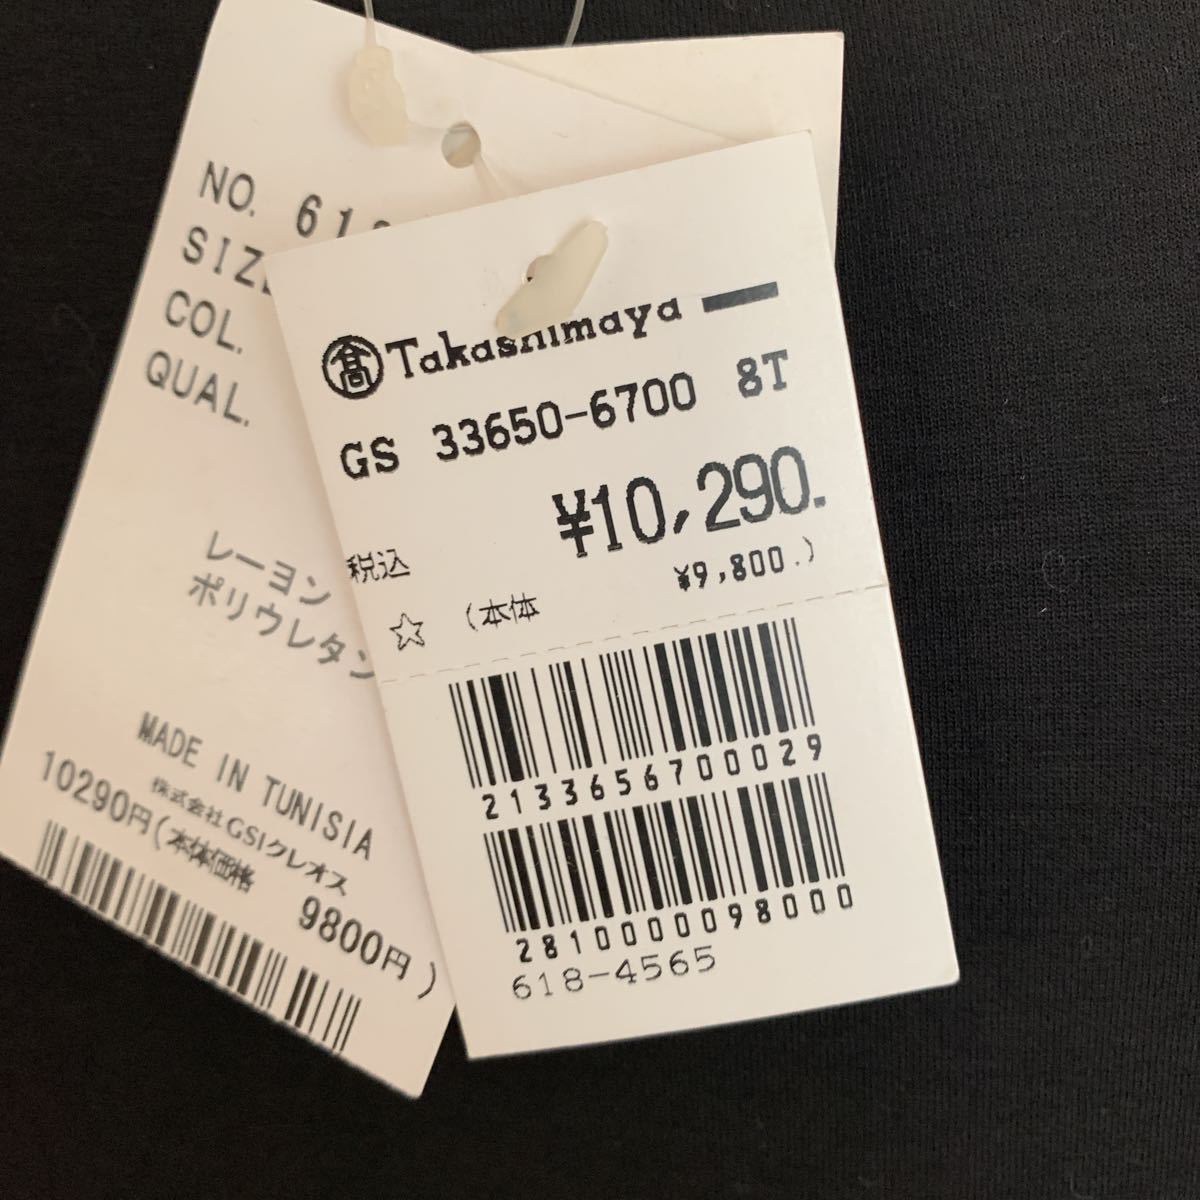 NO.
SIZE
COL.
QUAL.
レーヨン
ポリウレタン
MADE IN TUNISIA
株式会社GSIクレオス
10290円(本体価格 9800円)
髙 Takashimaya
GS 33650-6700 8T
¥10,290.
税込
☆ (本体 ¥9,800.)
2133656700029
2810000098000
618-4565